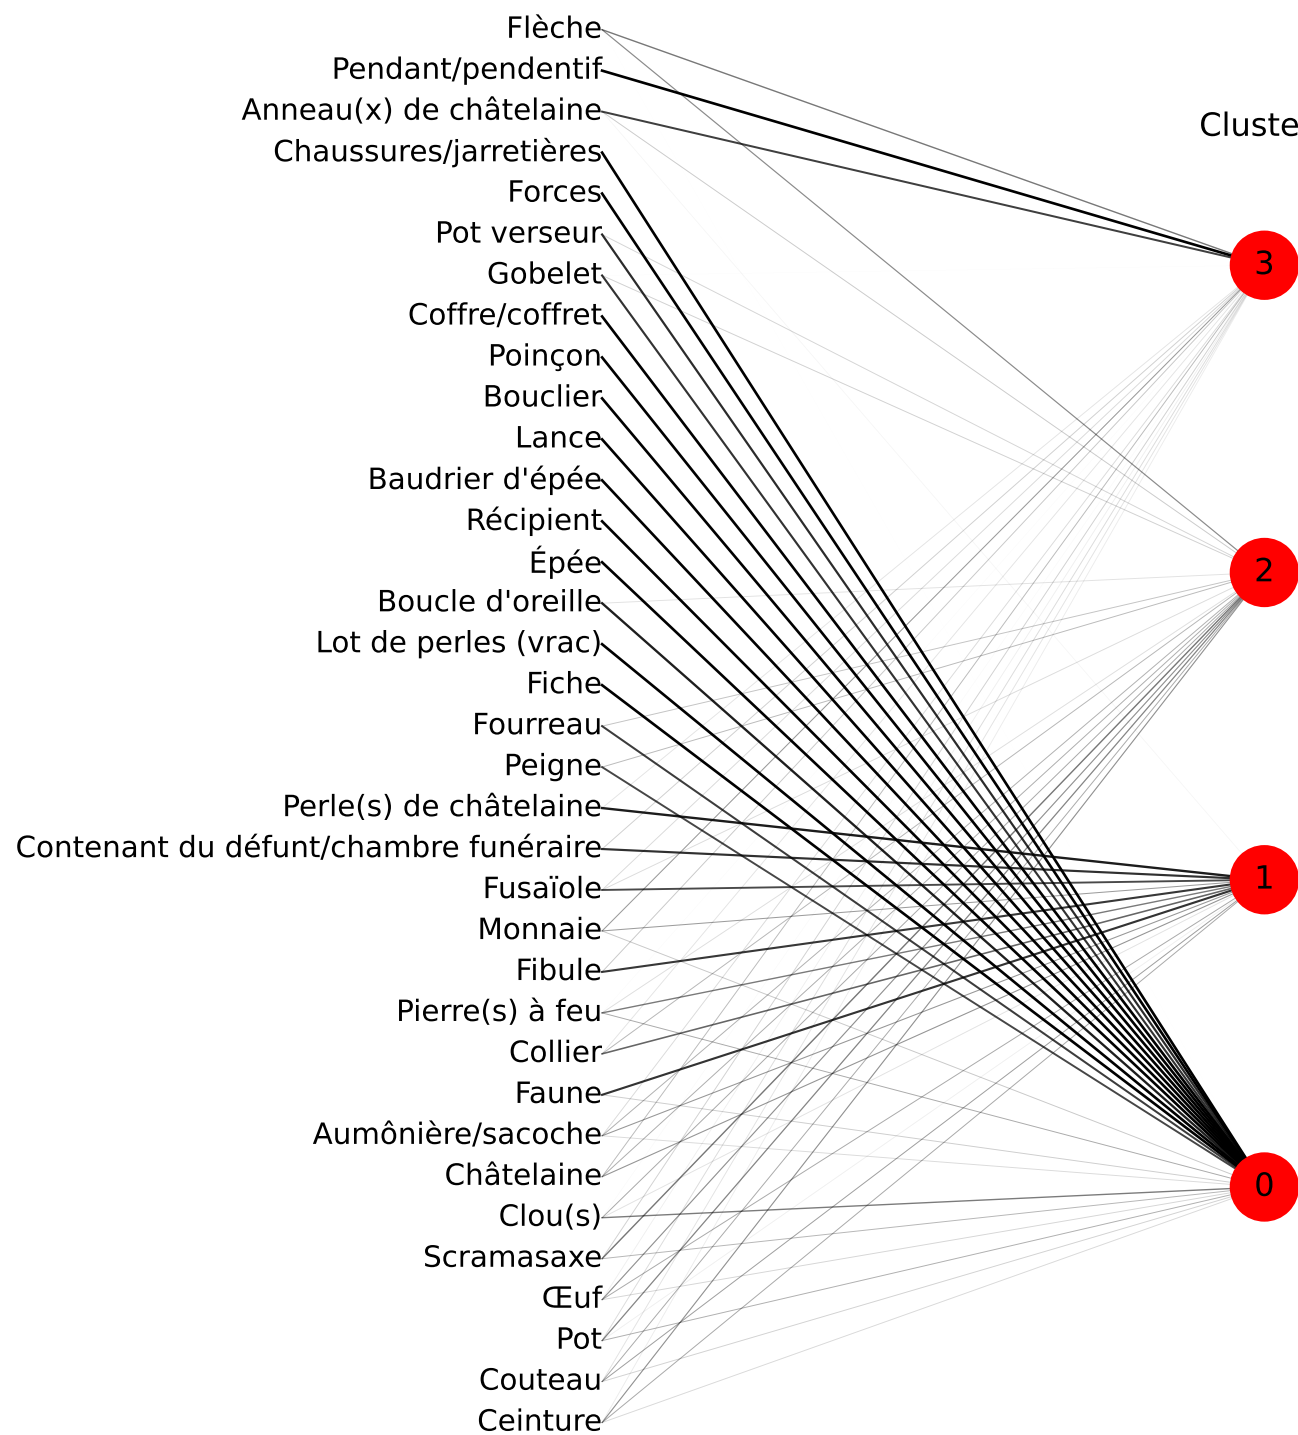 Flèche
Pendant/pendentif
Anneau(x) de châtelaine
Cluste
Chaussures/jarretières
Forces
Pot verseur
3
Gobelet
Coffre/coffret
Poinçon
Bouclier
Lance
Baudrier d'épée
Récipient
Épée
2
Boucle d'oreille
Lot de perles (vrac)
Fiche
Fourreau
Peigne
Perle(s) de châtelaine
Contenant du défunt/chambre funéraire
1
Fusaïole
Monnaie
Fibule
Pierre(s) à feu
Collier
Faune
Aumônière/sacoche
Châtelaine
0
Clou(s)
Scramasaxe
Œuf
Pot
Couteau
Ceinture